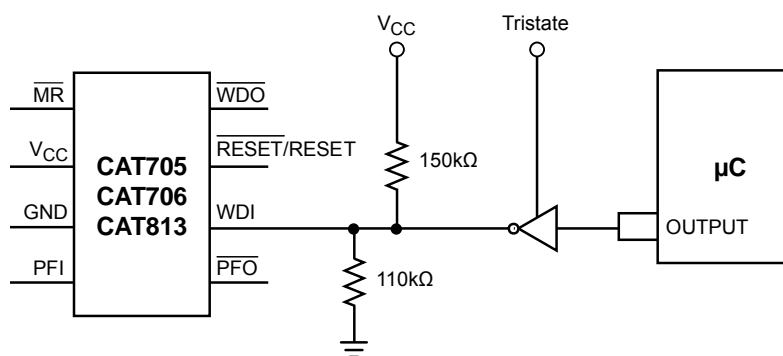 VCC
Tristate
MR
WDO
VCC
RESET/RESET
150kΩ
CAT705
CAT706
CAT813
µC
GND
WDI
OUTPUT
PFI
PFO
110kΩ